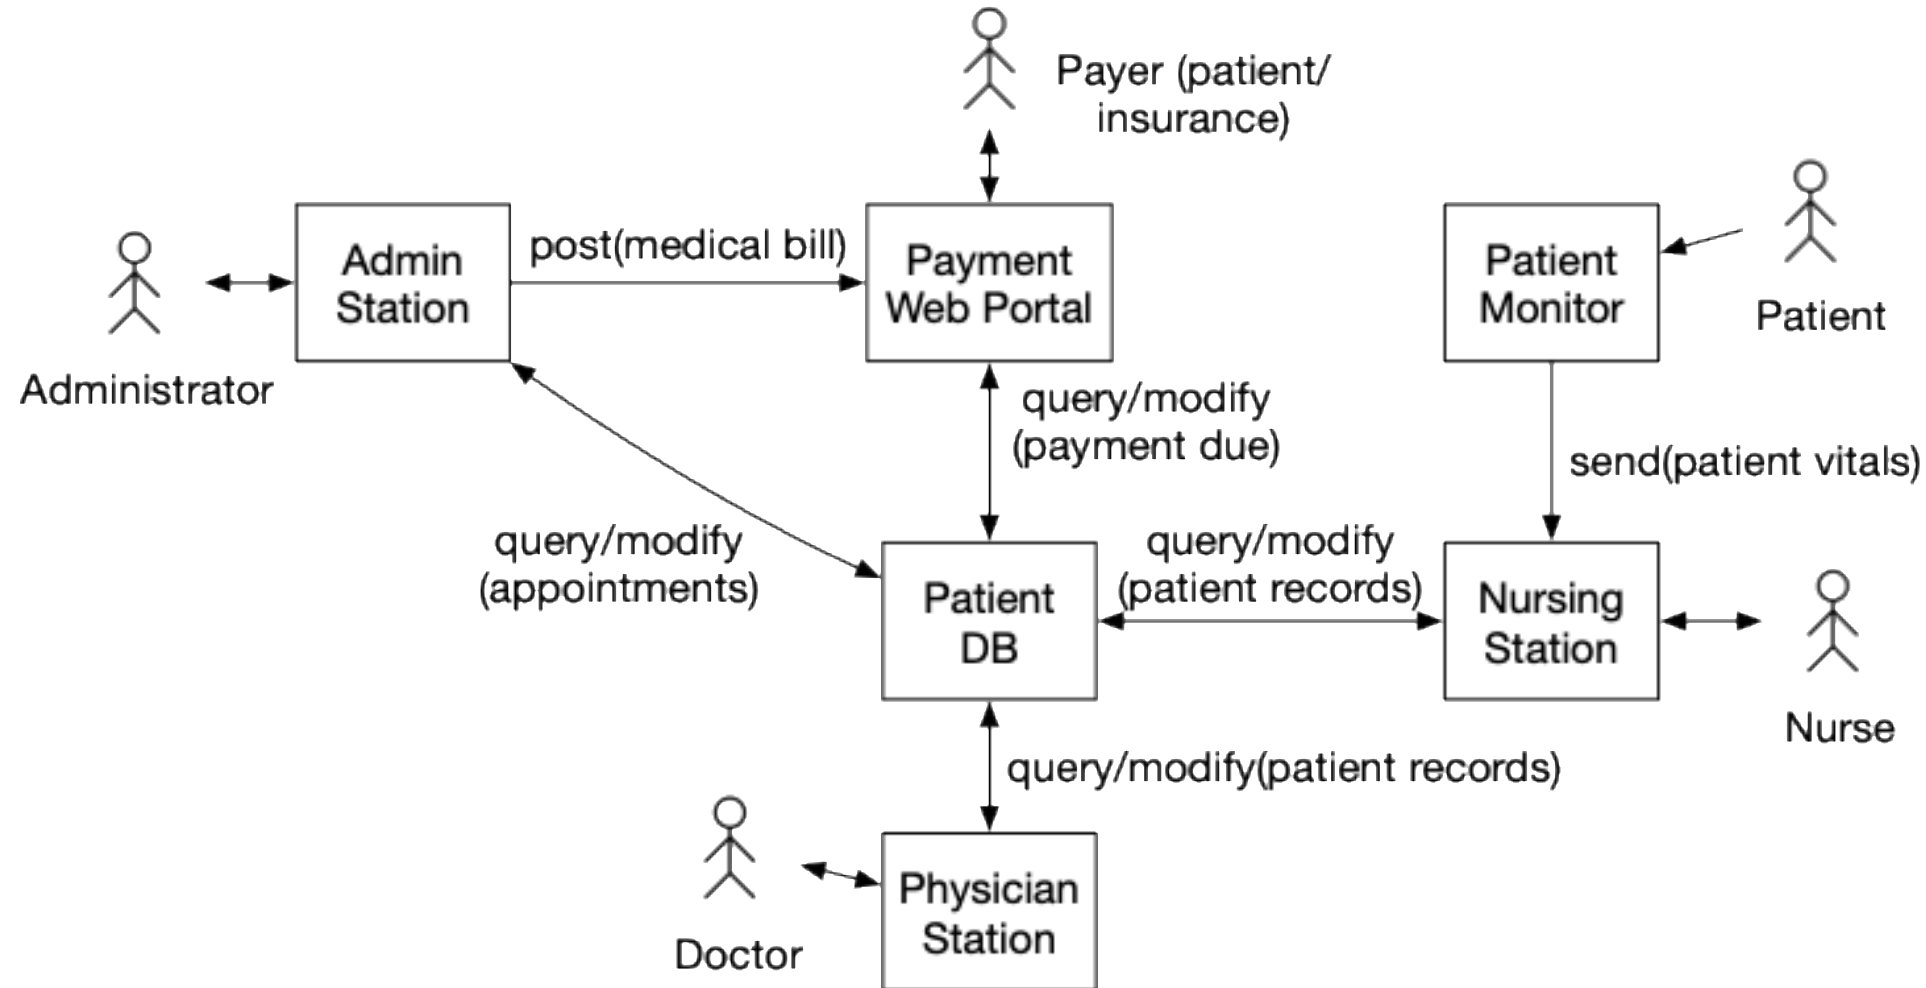 Payer (patient/
insurance)
Admin
Station
post(medical bill)
Payment
Web Portal
Patient
Monitor
Patient
Administrator
query/modify
(payment due)
send(patient vitals)
query/modify
(appointments)
Patient
DB
query/modify
(patient records)
Nursing
Station
Nurse
query/modify(patient records)
Doctor
Physician
Station